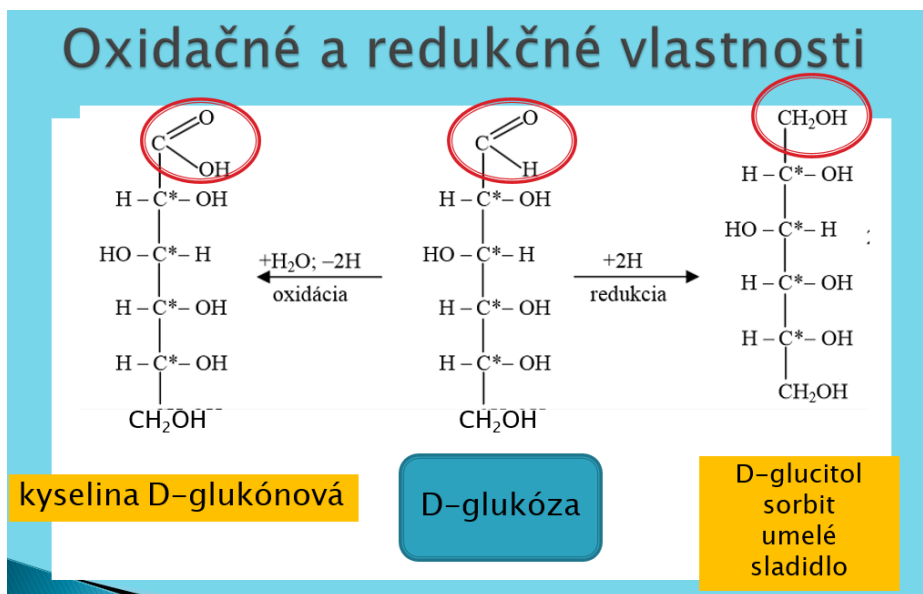 Oxidačné a redukčné vlastnosti
C
O
OH
H – C* – OH
HO – C* – H
H – C* – OH
H – C* – OH
CH₂OH
+H₂O; –2H
oxidácia
C
O
H
H – C* – OH
HO – C* – H
H – C* – OH
H – C* – OH
CH₂OH
+2H
redukcia
CH₂OH
H – C* – OH
HO – C* – H
H – C* – OH
H – C* – OH
CH₂OH
kyselina D-glukónová
D-glukóza
D-glucitol
sorbit
umelé
sladidlo